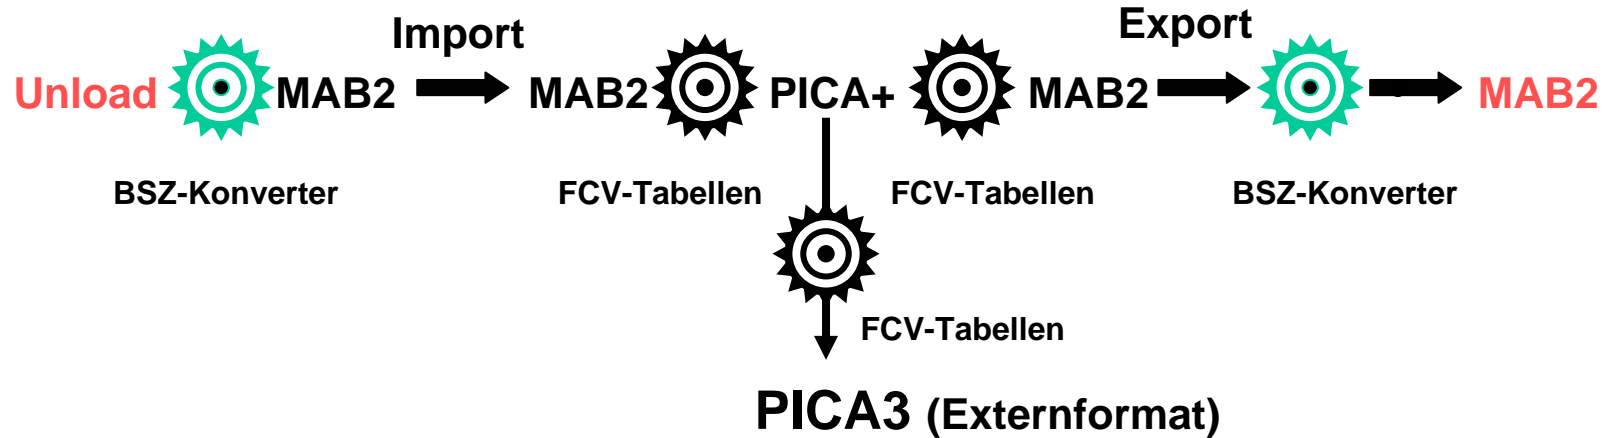 Import
Export
Unload MAB2 MAB2 PICA+ MAB2 MAB2
BSZ-Konverter FCV-Tabellen FCV-Tabellen BSZ-Konverter
FCV-Tabellen
PICA3 (Externformat)